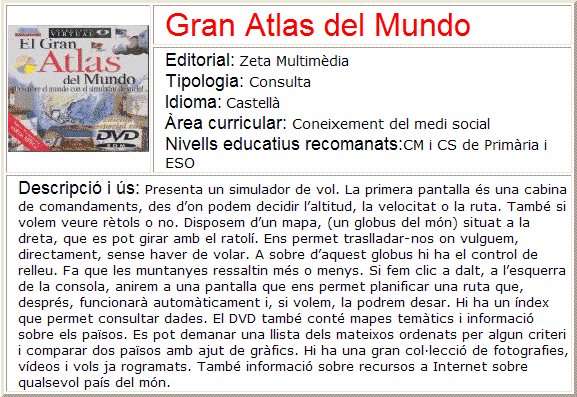 Gran Atlas del Mundo
VIRTUAL
El Gran
Atlas
del Mundo
DVD
ROM
Editorial: Zeta Multimèdia
Tipologia: Consulta
Idioma: Castellà
Àrea curricular: Coneixement del medi social
Nivells educatius recomanats:CM i CS de Primària i
ESO
Descripció i ús: Presenta un simulador de vol. La primera pantalla és una cabina
de comandaments, des d’on podem decidir l’altitud, la velocitat o la ruta. També si
volem veure rètols o no. Disposem d’un mapa, (un globus del món) situat a la
dreta, que es pot girar amb el ratolí. Ens permet traslladar-nos on vulguem,
directament, sense haver de volar. A sobre d’aquest globus hi ha el control de
relleu. Fa que les muntanyes ressaltin més o menys. Si fem clic a dalt, a l’esquerra
de la consola, anirem a una pantalla que ens permet planificar una ruta que,
després, funcionarà automàticament i, si volem, la podrem desar. Hi ha un índex
que permet consultar dades. El DVD també conté mapes temàtics i informació
sobre els països. Es pot demanar una llista dels mateixos ordenats per algun criteri
i comparar dos països amb ajut de gràfics. Hi ha una gran col·lecció de fotografies,
vídeos i vols ja rogramats. També informació sobre recursos a Internet sobre
qualsevol país del món.